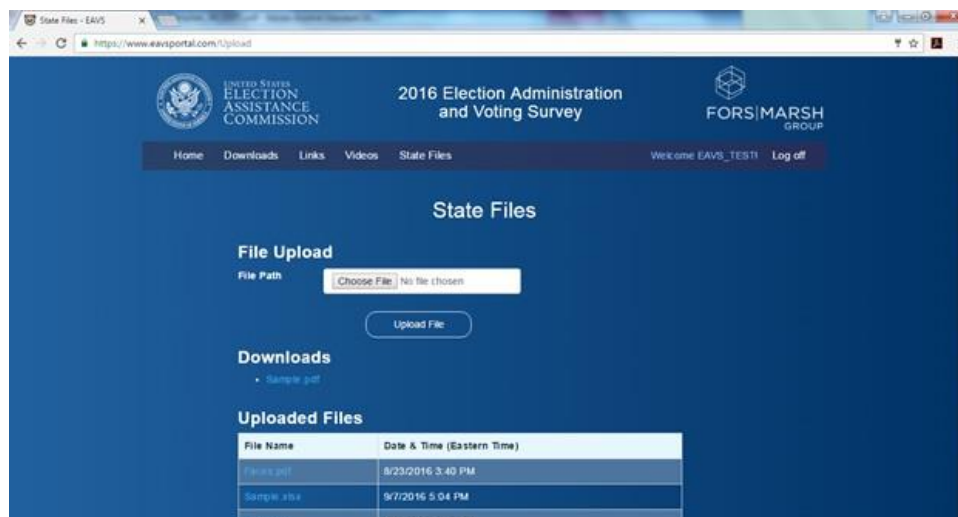 State Files - EAVS
https://www.eavsportal.com/Upload
UNITED STATES
ELECTION
ASSISTANCE
COMMISSION
2016 Election Administration
and Voting Survey
FORS|MARSH
GROUP
Home Downloads Links Videos State Files Welcome EAVS_TEST! Log off
State Files
File Upload
File Path Choose File No file chosen
Upload File
Downloads
• Sample.pdf
Uploaded Files
File Name Date & Time (Eastern Time)
8/23/2016 3:40 PM
Sample.xlsx 9/7/2016 5:04 PM